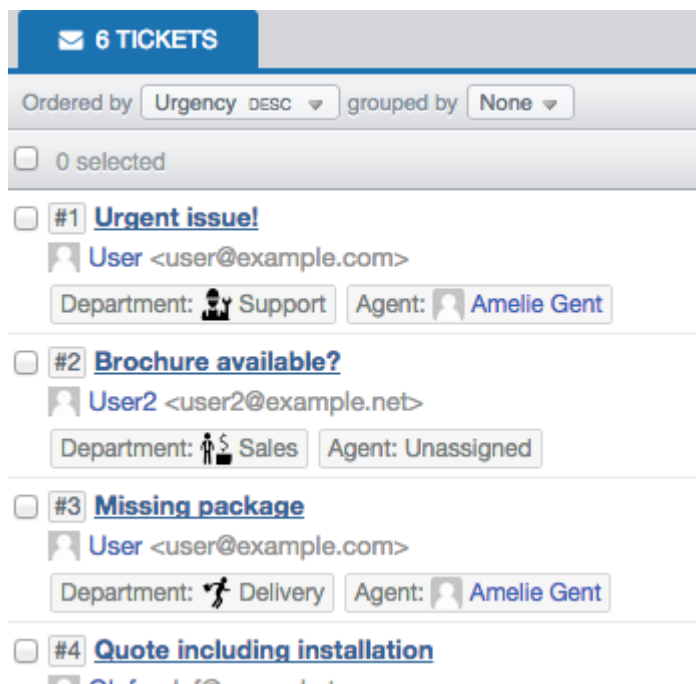 6 TICKETS
Ordered by Urgency DESC grouped by None
0 selected
#1 Urgent issue!
User <user@example.com>
Department: Support Agent: Amelie Gent
#2 Brochure available?
User2 <user2@example.net>
Department: Sales Agent: Unassigned
#3 Missing package
User <user@example.com>
Department: Delivery Agent: Amelie Gent
#4 Quote including installation